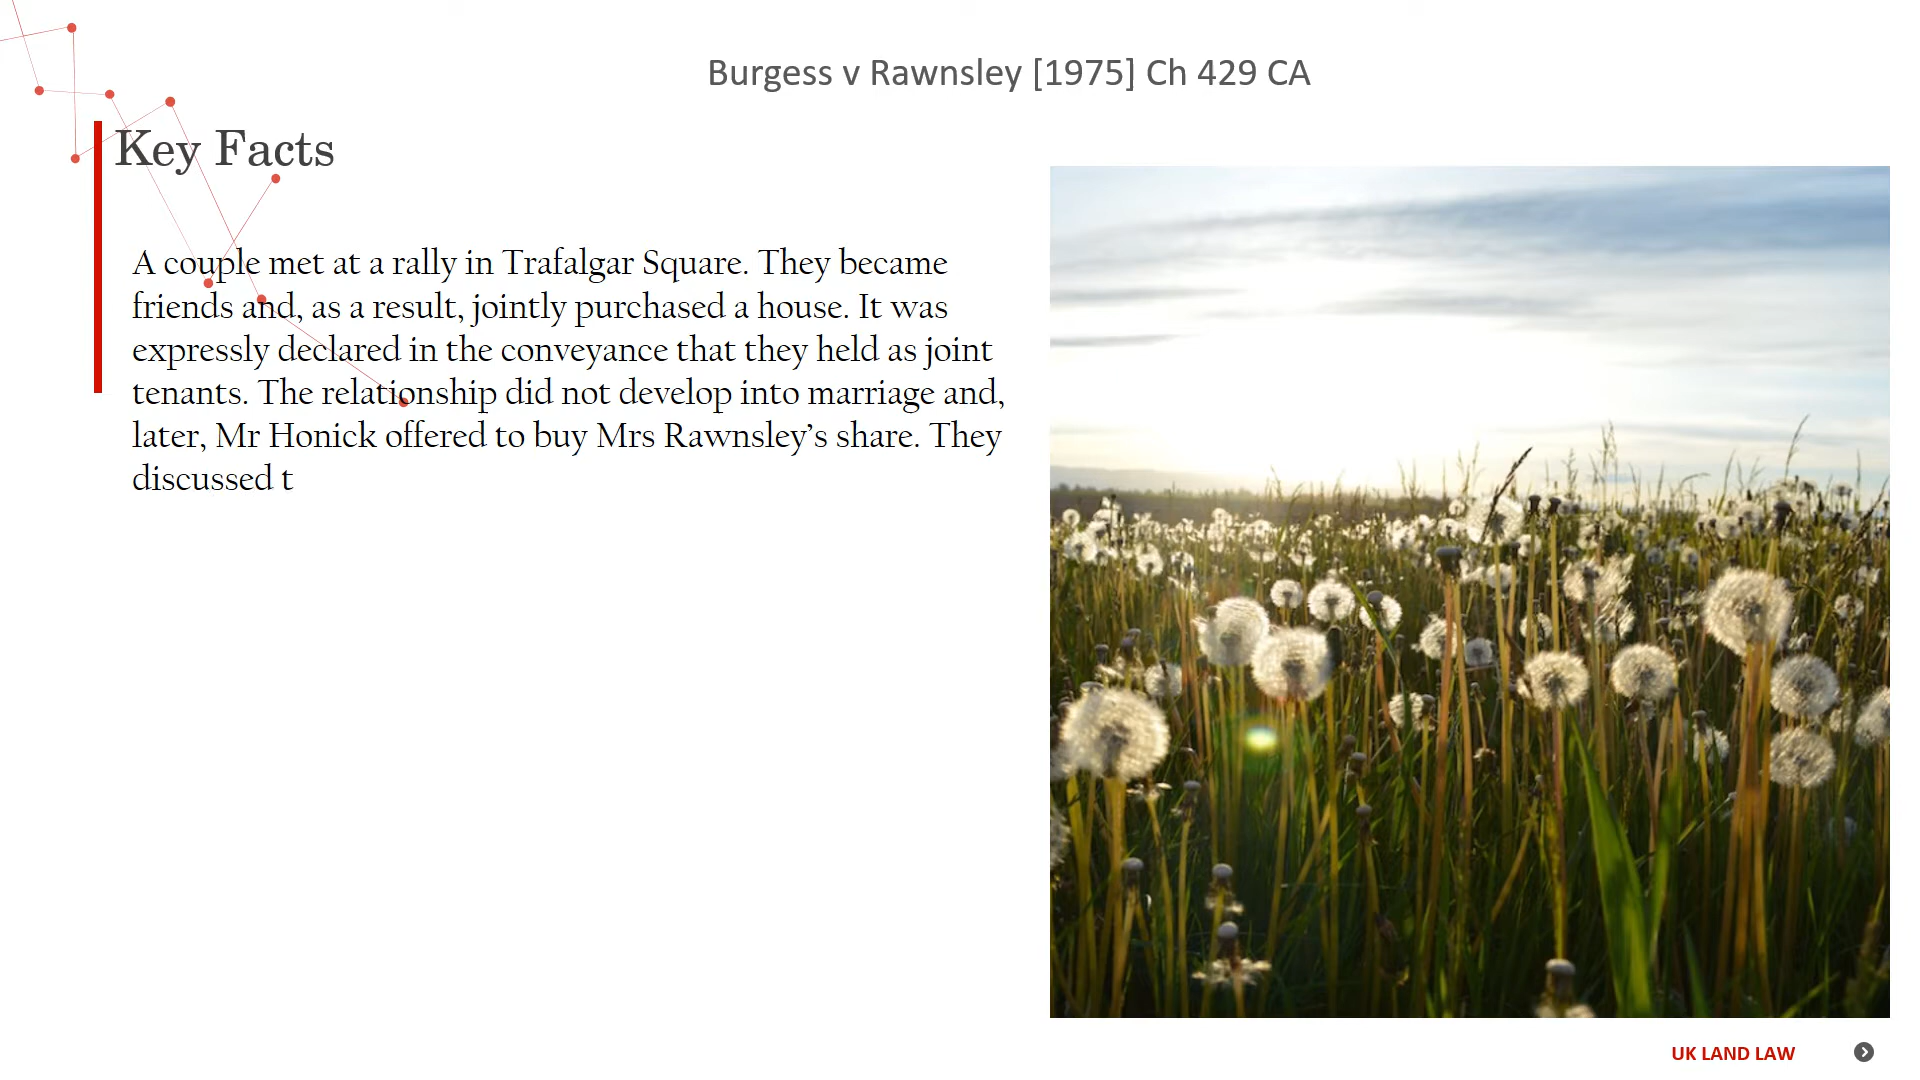 Burgess v Rawnsley [1975] Ch 429 CA
Key Facts
A couple met at a rally in Trafalgar Square. They became
friends and, as a result, jointly purchased a house. It was
expressly declared in the conveyance that they held as joint
tenants. The relationship did not develop into marriage and,
later, Mr Honick offered to buy Mrs Rawnsley’s share. They
discussed t
UK LAND LAW